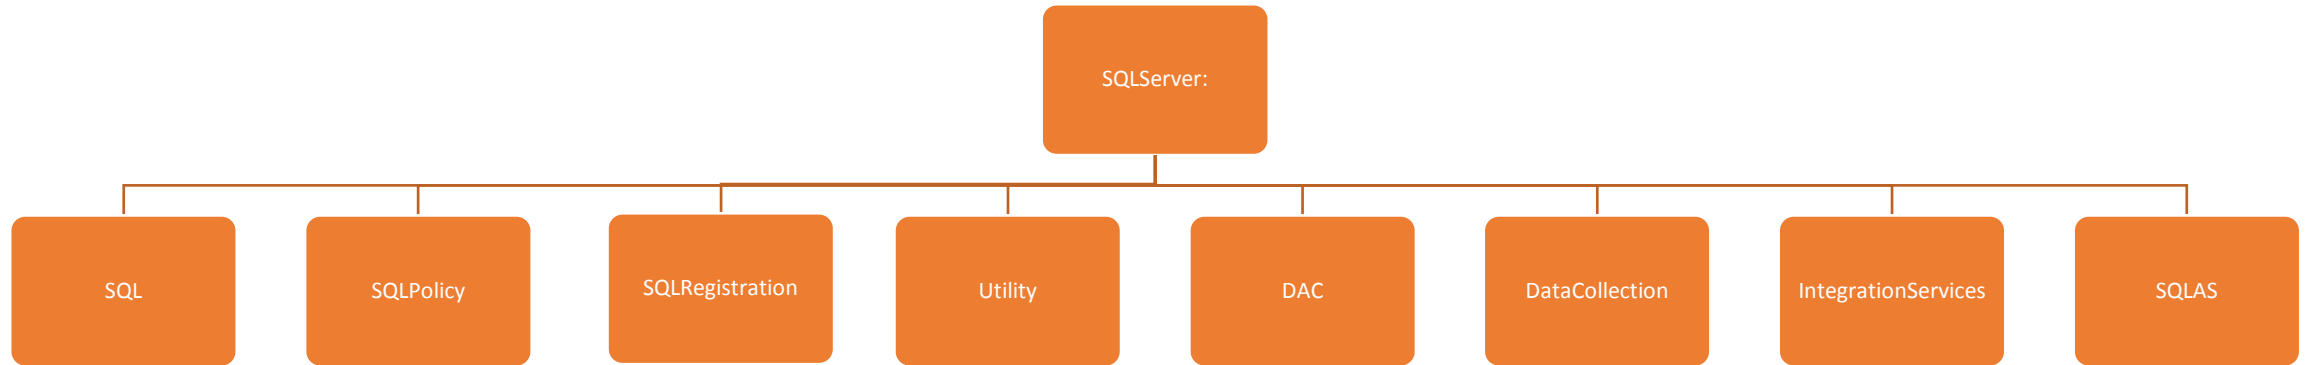 SQLServer:
SQL
SQLPolicy
SQLRegistration
Utility
DAC
DataCollection
IntegrationServices
SQLAS